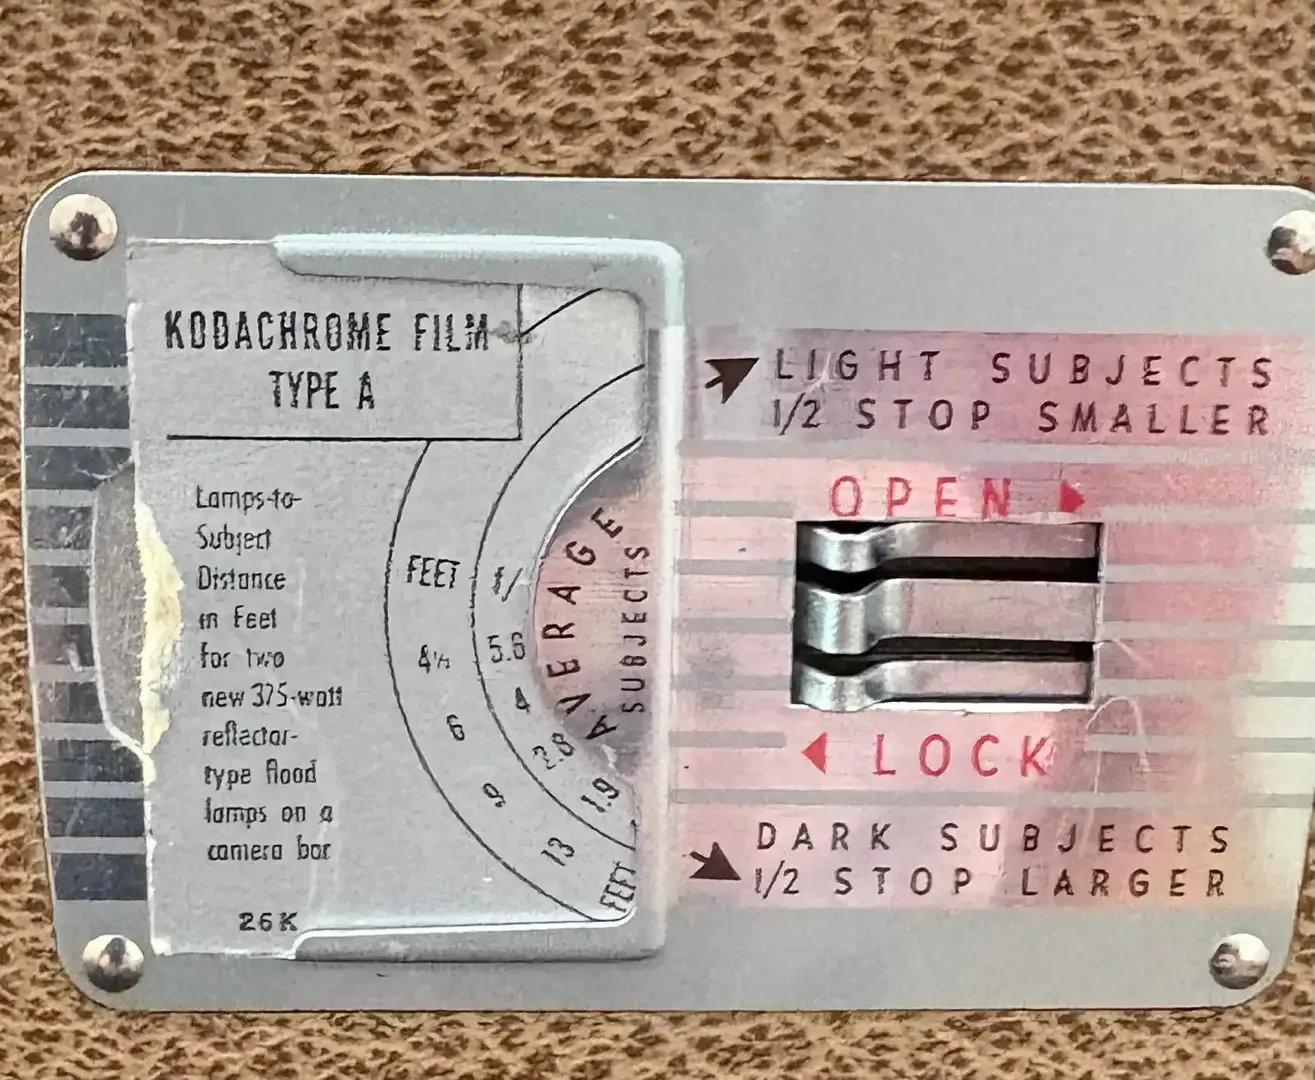 KODACHROME FILM
TYPE A
Lamps-to-
Subject
Distance
in Feet
for two
new 375-watt
reflector-
type flood
lamps on a
camera bar
26 K
FEET
4½
6
9
13
FEET
f/
5.6
4
2.8
1.9
AVERAGE
SUBJECTS
LIGHT SUBJECTS
1/2 STOP SMALLER
OPEN
LOCK
DARK SUBJECTS
1/2 STOP LARGER